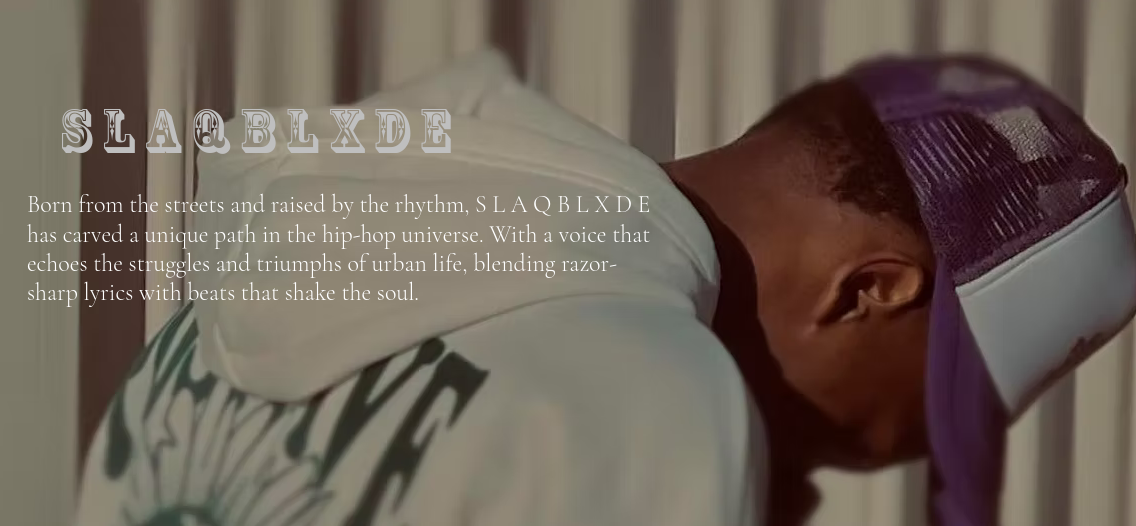 SLAQBLXDE
Born from the streets and raised by the rhythm, S L A Q B L X D E
has carved a unique path in the hip-hop universe. With a voice that
echoes the struggles and triumphs of urban life, blending razor-
sharp lyrics with beats that shake the soul.